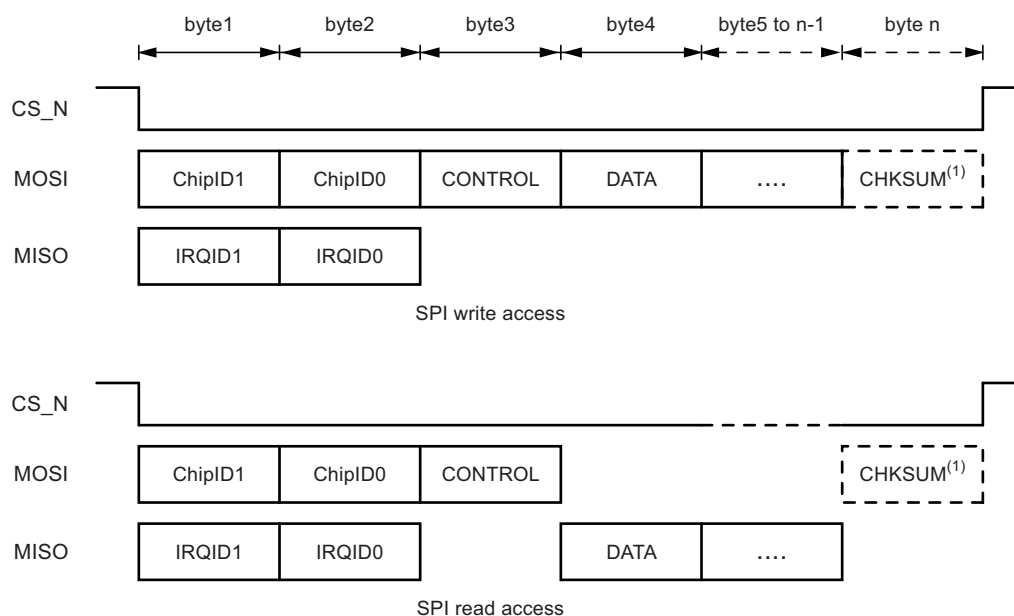 byte1 byte2 byte3 byte4 byte5 to n-1 byte n
CS_N
MOSI ChipID1 ChipID0 CONTROL DATA .... CHKSUM(1)
MISO IRQID1 IRQID0
SPI write access
CS_N
MOSI ChipID1 ChipID0 CONTROL CHKSUM(1)
MISO IRQID1 IRQID0 DATA ....
SPI read access